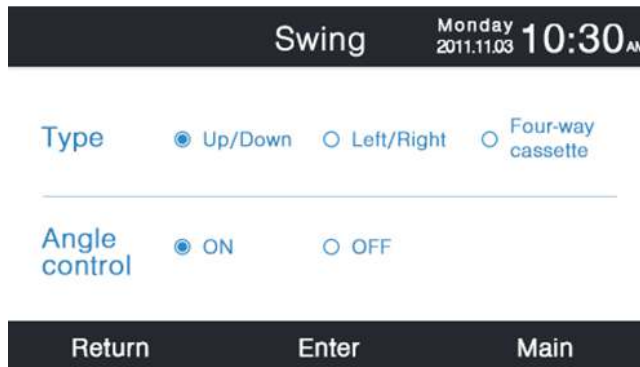 Swing
Monday
2011.11.03 10:30 AM
Type Up/Down Left/Right Four-way
cassette
Angle
control ON OFF
Return Enter Main